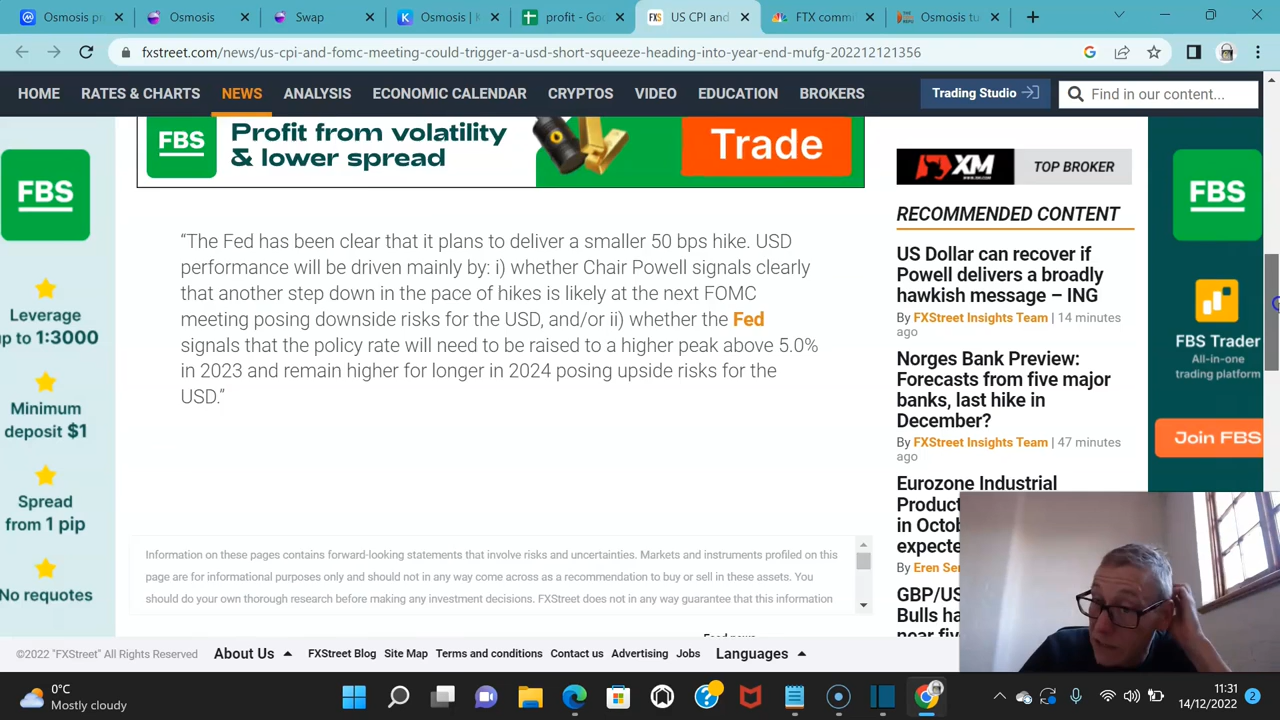 Coinmooi pr
Osmosis
Swap
Osmosis | K
profit - Goo
US CPI and
FTX comm
Osmosis tu
fxstreet.com/news/us-cpi-and-fomc-meeting-could-trigger-a-usd-short-squeeze-heading-into-year-end-mufg-202212121356
HOME
RATES & CHARTS
NEWS
ANALYSIS
ECONOMIC CALENDAR
CRYPTOS
VIDEO
EDUCATION
BROKERS
Trading Studio
Find in our content...
FBS
Leverage
up to 1:3000
Minimum
deposit $1
Spread
from 1 pip
No requotes
FBS
Profit from volatility
& lower spread
Trade
“The Fed has been clear that it plans to deliver a smaller 50 bps hike. USD
performance will be driven mainly by: i) whether Chair Powell signals clearly
that another step down in the pace of hikes is likely at the next FOMC
meeting posing downside risks for the USD, and/or ii) whether the Fed
signals that the policy rate will need to be raised to a higher peak above 5.0%
in 2023 and remain higher for longer in 2024 posing upside risks for the
USD.”
Information on these pages contains forward-looking statements that involve risks and uncertainties. Markets and instruments profiled on this
page are for informational purposes only and should not in any way come across as a recommendation to buy or sell in these assets. You
should do your own thorough research before making any investment decisions. FXStreet does not in any way guarantee that this information
XM
TOP BROKER
RECOMMENDED CONTENT
US Dollar can recover if
Powell delivers a broadly
hawkish message – ING
By FXStreet Insights Team | 14 minutes
ago
Norges Bank Preview:
Forecasts from five major
banks, last hike in
December?
By FXStreet Insights Team | 47 minutes
ago
Eurozone Industrial
Produc
in Octo
expecte
By Eren Se
GBP/US
Bulls ha
near five
FBS
FBS Trader
All-in-one
trading platform
Join FBS
Feed news
©2022 "FXStreet" All Rights Reserved
About Us
FXStreet Blog
Site Map
Terms and conditions
Contact us
Advertising
Jobs
Languages
0°C
Mostly cloudy
11:31
14/12/2022
2